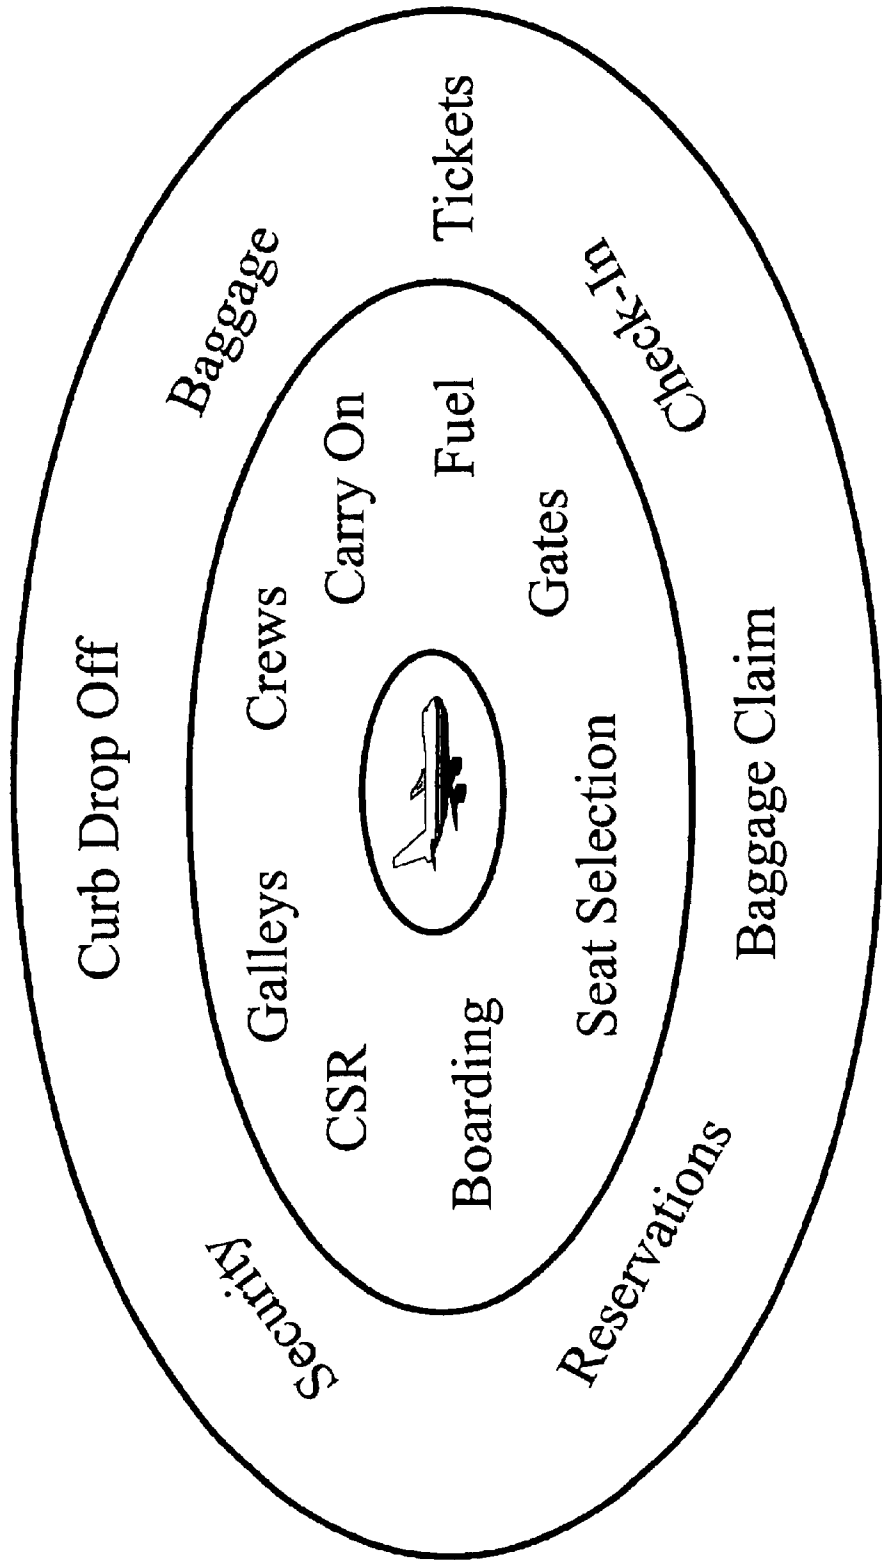 Curb Drop Off
Security
Baggage
Galleys
Crews
CSR
Carry On
Tickets
Boarding
Fuel
Gates
Seat Selection
Check-In
Reservations
Baggage Claim